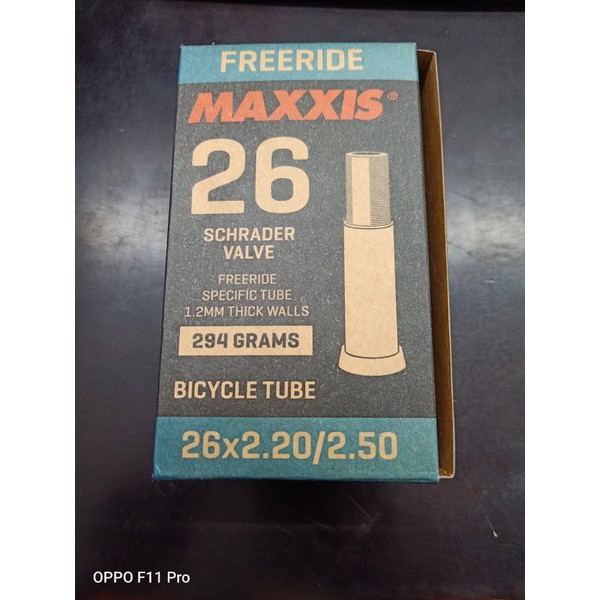 FREERIDE
MAXXIS®
26
SCHRADER
VALVE
FREERIDE
SPECIFIC TUBE
1.2MM THICK WALLS
294 GRAMS
BICYCLE TUBE
26x2.20/2.50
OPPO F11 Pro